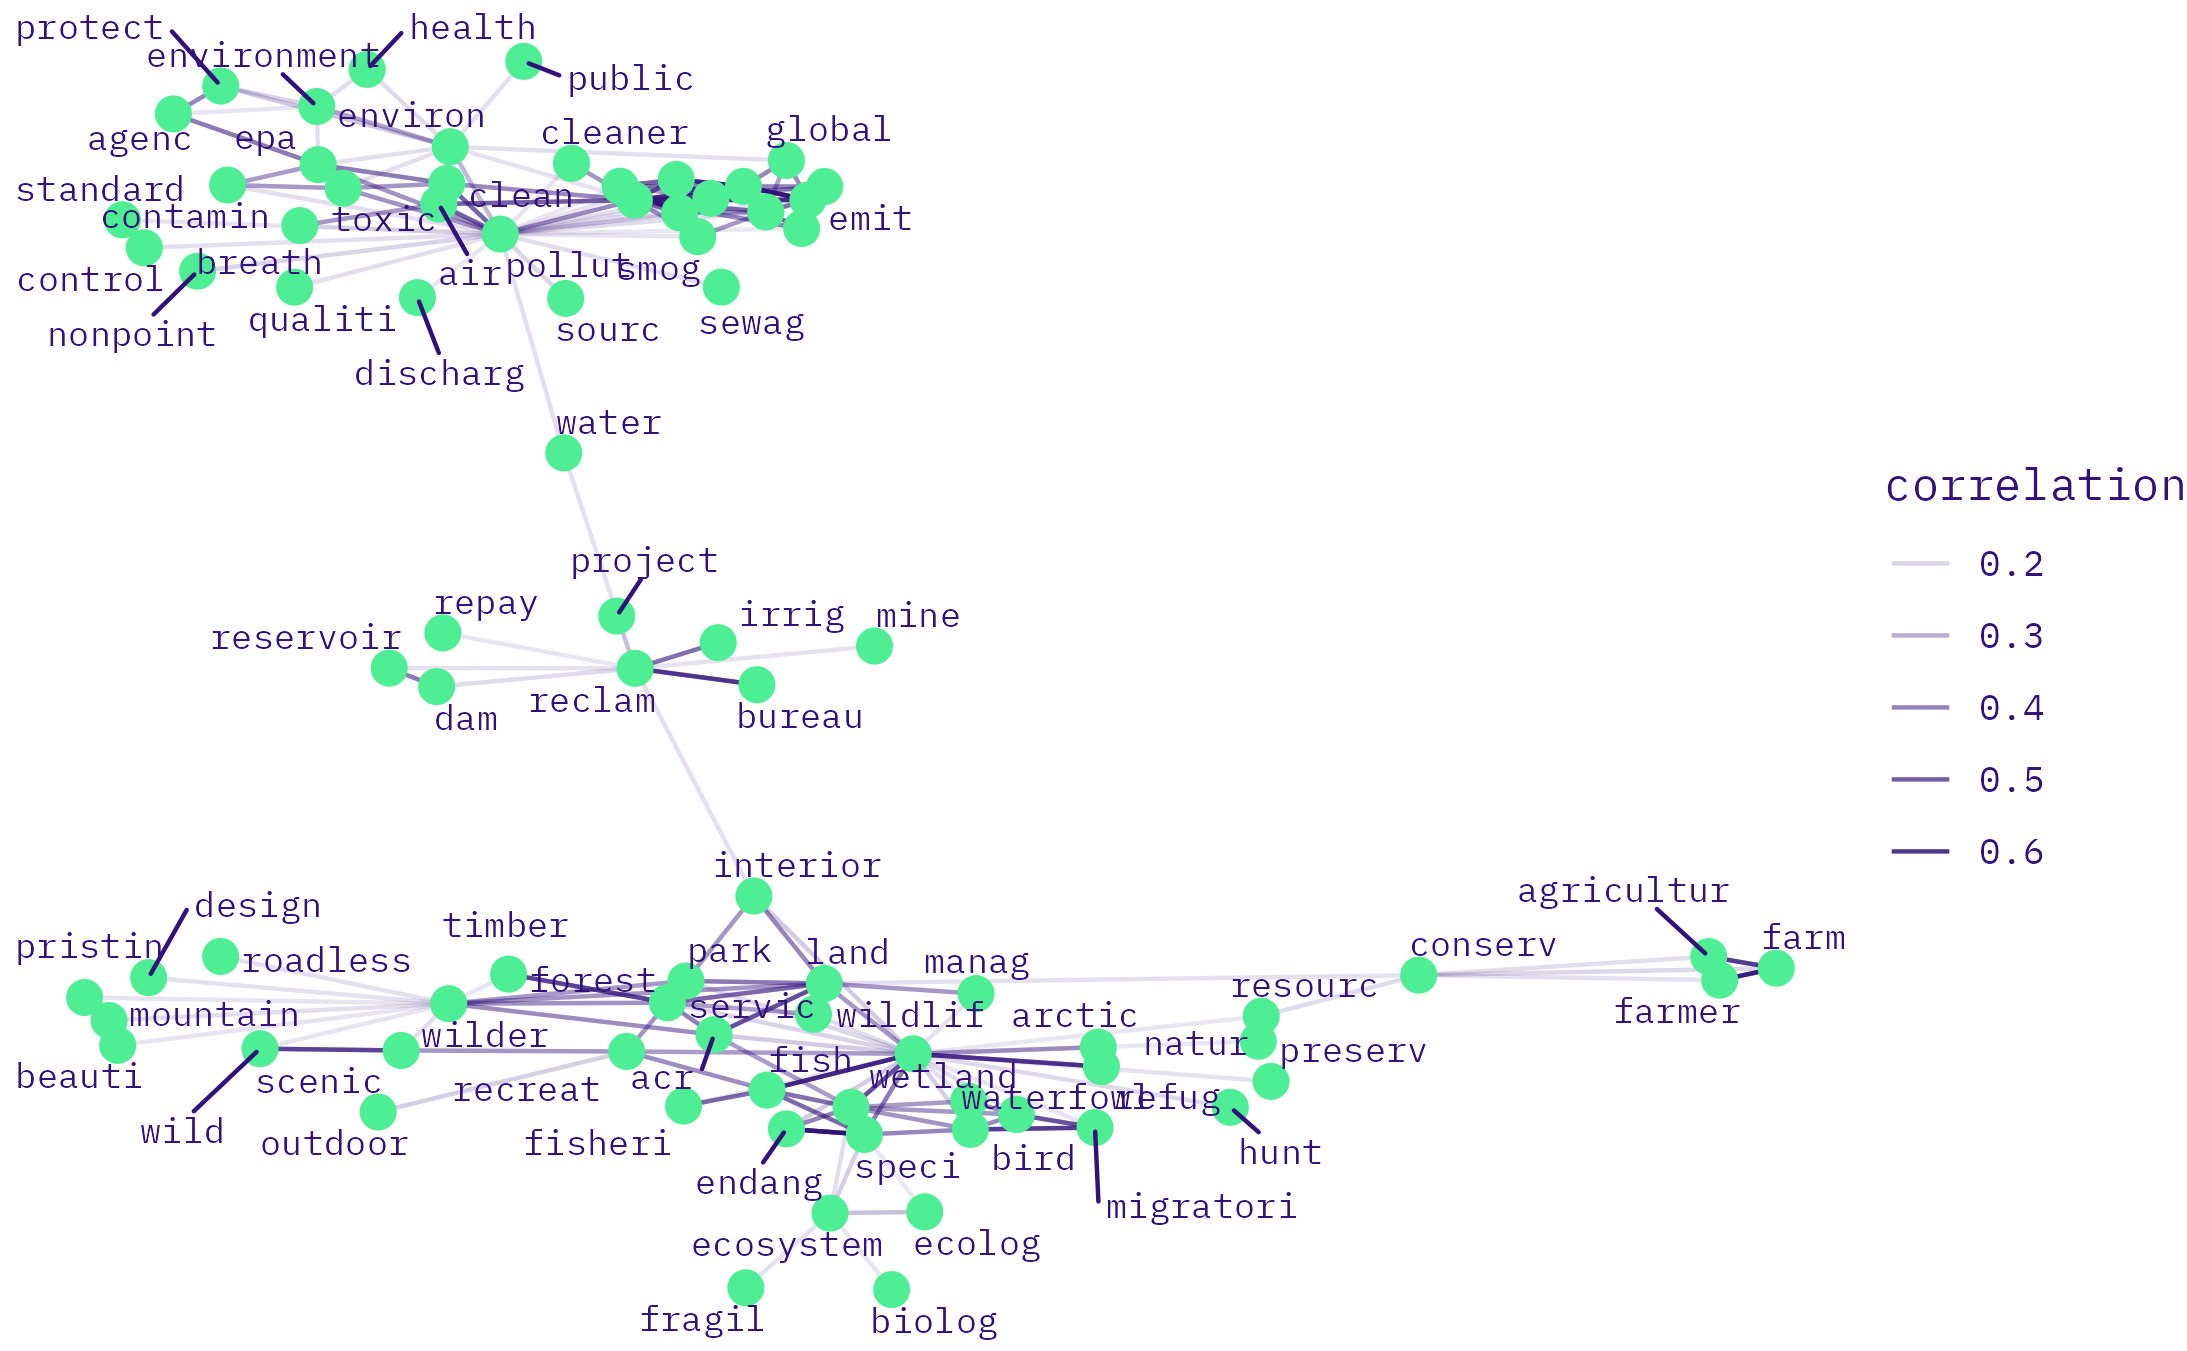 protect
health
environment
public
environ
cleaner
global
agenc
epa
standard
clean
contamin
toxic
emit
breath
air
pollut
smog
control
nonpoint
qualiti
sourc
sewag
discharg
water
project
repay
irrig
mine
reservoir
reclam
dam
bureau
correlation
0.2
0.3
0.4
0.5
0.6
interior
design
timber
agricultur
pristin
park
land
conserv
farm
roadless
forest
manag
resourc
mountain
servic
wildlif
arctic
farmer
wilder
natur
preserv
fish
beauti
scenic
recreat
acr
wetland
waterfowl
refug
wild
outdoor
fisheri
bird
hunt
speci
endang
migratori
ecosystem
ecolog
fragil
biolog